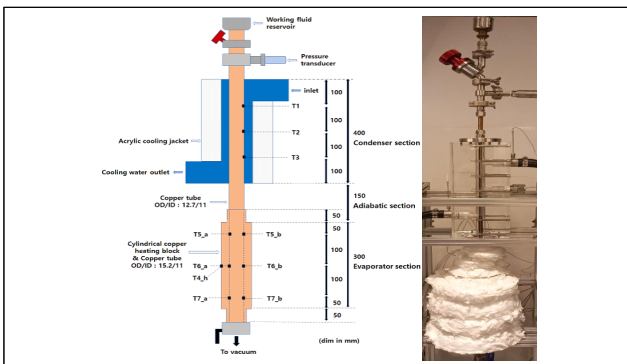 Working fluid
reservoir
Pressure
transducer
inlet
100
T1
100
Acrylic cooling jacket
T2
400
Condenser section
100
T3
Cooling water outlet
100
150
Adiabatic section
Copper tube
OD/ID : 12.7/11
50
50
T5_a
T5_b
Cylindrical copper
heating block
& Copper tube
OD/ID : 15.2/11
100
300
Evaporator section
T6_a
T6_b
T4_h
100
T7_a
T7_b
50
50
(dim in mm)
To vacuum